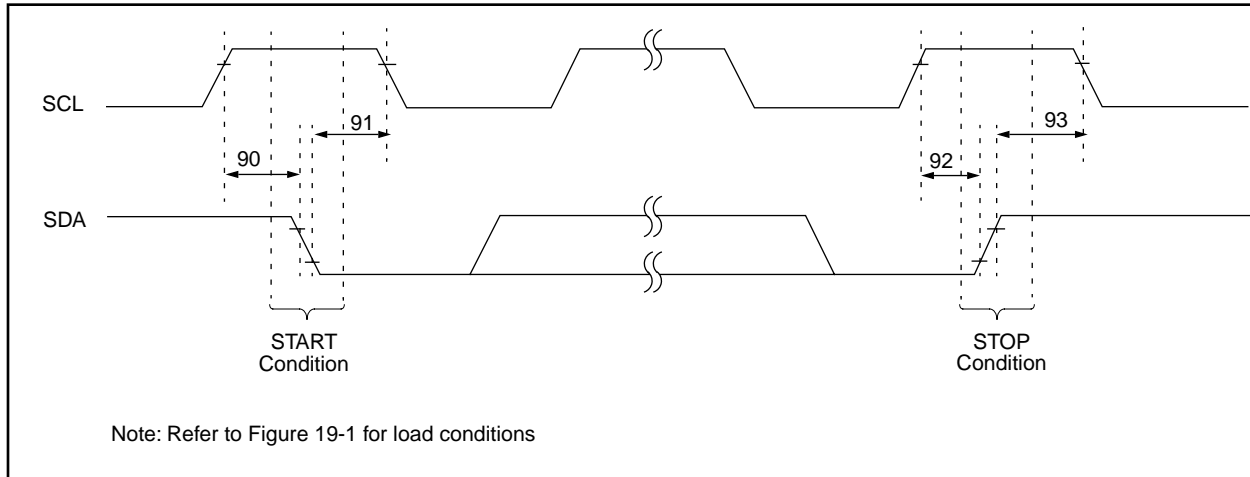 SCL
91
93
90
92
SDA
START
Condition
STOP
Condition
Note: Refer to Figure 19-1 for load conditions